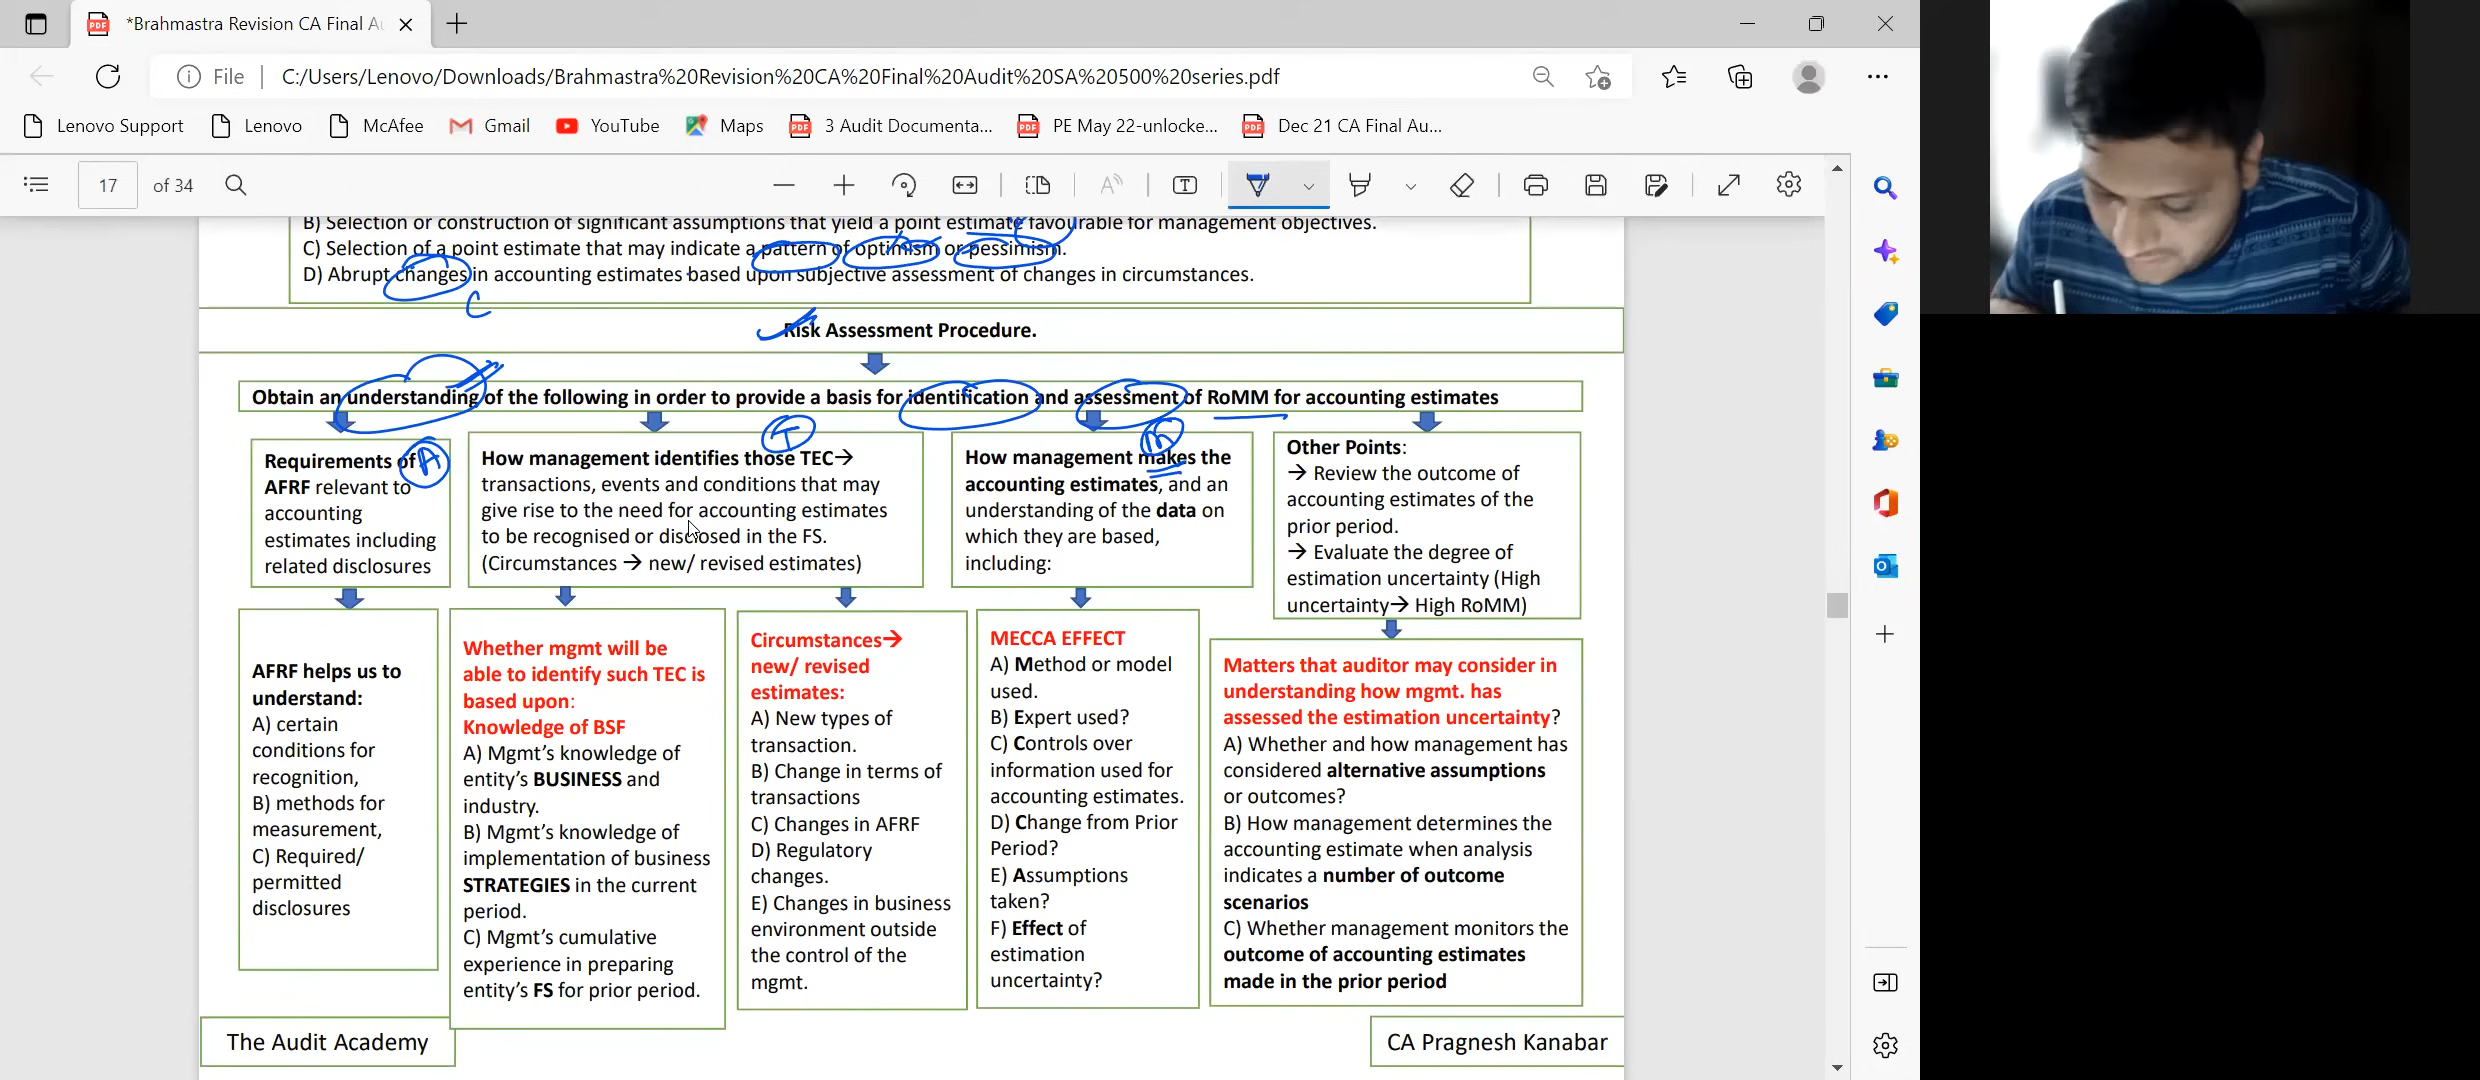 *Brahmastra Revision CA Final Au
File C:/Users/Lenovo/Downloads/Brahmastra%20Revision%20CA%20Final%20Audit%20SA%20500%20series.pdf
Lenovo Support Lenovo McAfee Gmail YouTube Maps 3 Audit Documenta... PE May 22-unlocke... Dec 21 CA Final Au...
17 of 34
B) Selection or construction of significant assumptions that yield a point estimate favourable for management objectives.
C) Selection of a point estimate that may indicate a pattern of optimism or pessimism.
D) Abrupt changes in accounting estimates based upon subjective assessment of changes in circumstances.
C
Risk Assessment Procedure.
Obtain an understanding of the following in order to provide a basis for identification and assessment of RoMM for accounting estimates
A
Requirements of
AFRF relevant to
accounting
estimates including
related disclosures
T
How management identifies those TEC→
transactions, events and conditions that may
give rise to the need for accounting estimates
to be recognised or disclosed in the FS.
(Circumstances → new/ revised estimates)
M
How management makes the
accounting estimates, and an
understanding of the data on
which they are based,
including:
Other Points:
→ Review the outcome of
accounting estimates of the
prior period.
→ Evaluate the degree of
estimation uncertainty (High
uncertainty→ High RoMM)
AFRF helps us to
understand:
A) certain
conditions for
recognition,
B) methods for
measurement,
C) Required/
permitted
disclosures
Whether mgmt will be
able to identify such TEC is
based upon:
Knowledge of BSF
A) Mgmt’s knowledge of
entity’s BUSINESS and
industry.
B) Mgmt’s knowledge of
implementation of business
STRATEGIES in the current
period.
C) Mgmt’s cumulative
experience in preparing
entity’s FS for prior period.
Circumstances→
new/ revised
estimates:
A) New types of
transaction.
B) Change in terms of
transactions
C) Changes in AFRF
D) Regulatory
changes.
E) Changes in business
environment outside
the control of the
mgmt.
MECCA EFFECT
A) Method or model
used.
B) Expert used?
C) Controls over
information used for
accounting estimates.
D) Change from Prior
Period?
E) Assumptions
taken?
F) Effect of
estimation
uncertainty?
Matters that auditor may consider in
understanding how mgmt. has
assessed the estimation uncertainty?
A) Whether and how management has
considered alternative assumptions
or outcomes?
B) How management determines the
accounting estimate when analysis
indicates a number of outcome
scenarios
C) Whether management monitors the
outcome of accounting estimates
made in the prior period
The Audit Academy
CA Pragnesh Kanabar